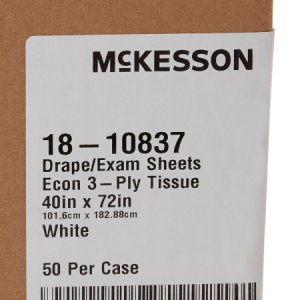 McKESSON
18-10837
Drape/Exam Sheets
Econ 3-Ply Tissue
40in x 72in
101.6cm x 182.88cm
White
50 Per Case